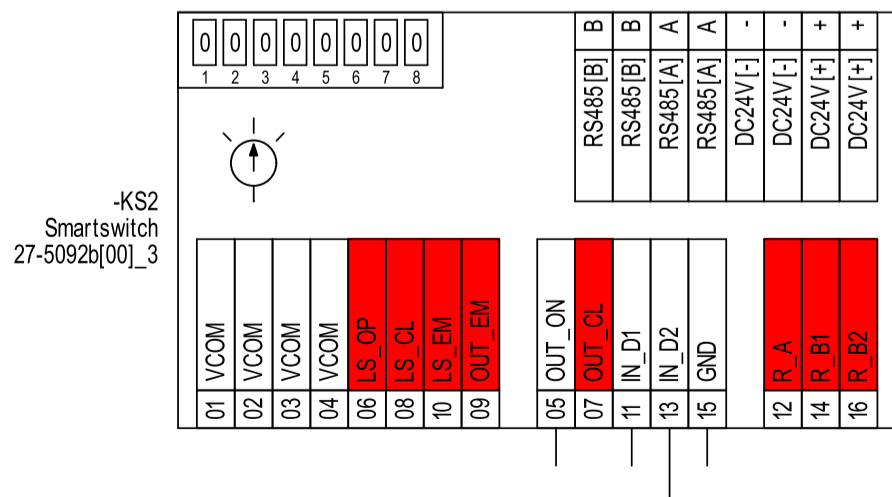 0 0 0 0 0 0 0 0
1 2 3 4 5 6 7 8
B B A A - - + +
RS485[B] RS485[B] RS485[A] RS485[A] DC24V[-] DC24V[-] DC24V[+] DC24V[+]
-KS2
Smartswitch
27-5092b[00]_3
VCOM VCOM VCOM VCOM LS_OP LS_CL LS_EM OUT_EM OUT_ON OUT_CL IN_D1 IN_D2 GND R_A R_B1 R_B2
01 02 03 04 06 08 10 09 05 07 11 13 15 12 14 16